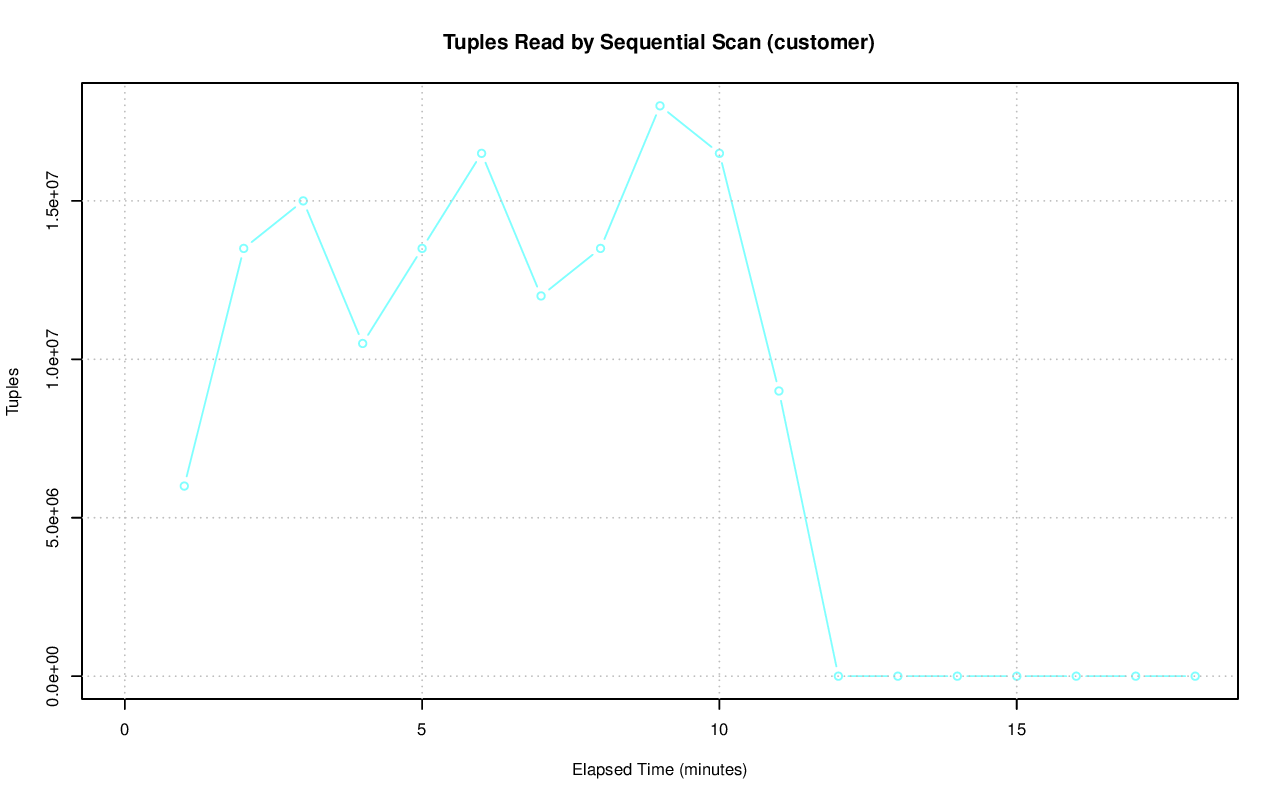 Tuples Read by Sequential Scan (customer)
Tuples
1.5e+07
1.0e+07
5.0e+06
0.0e+00
0 5 10 15
Elapsed Time (minutes)